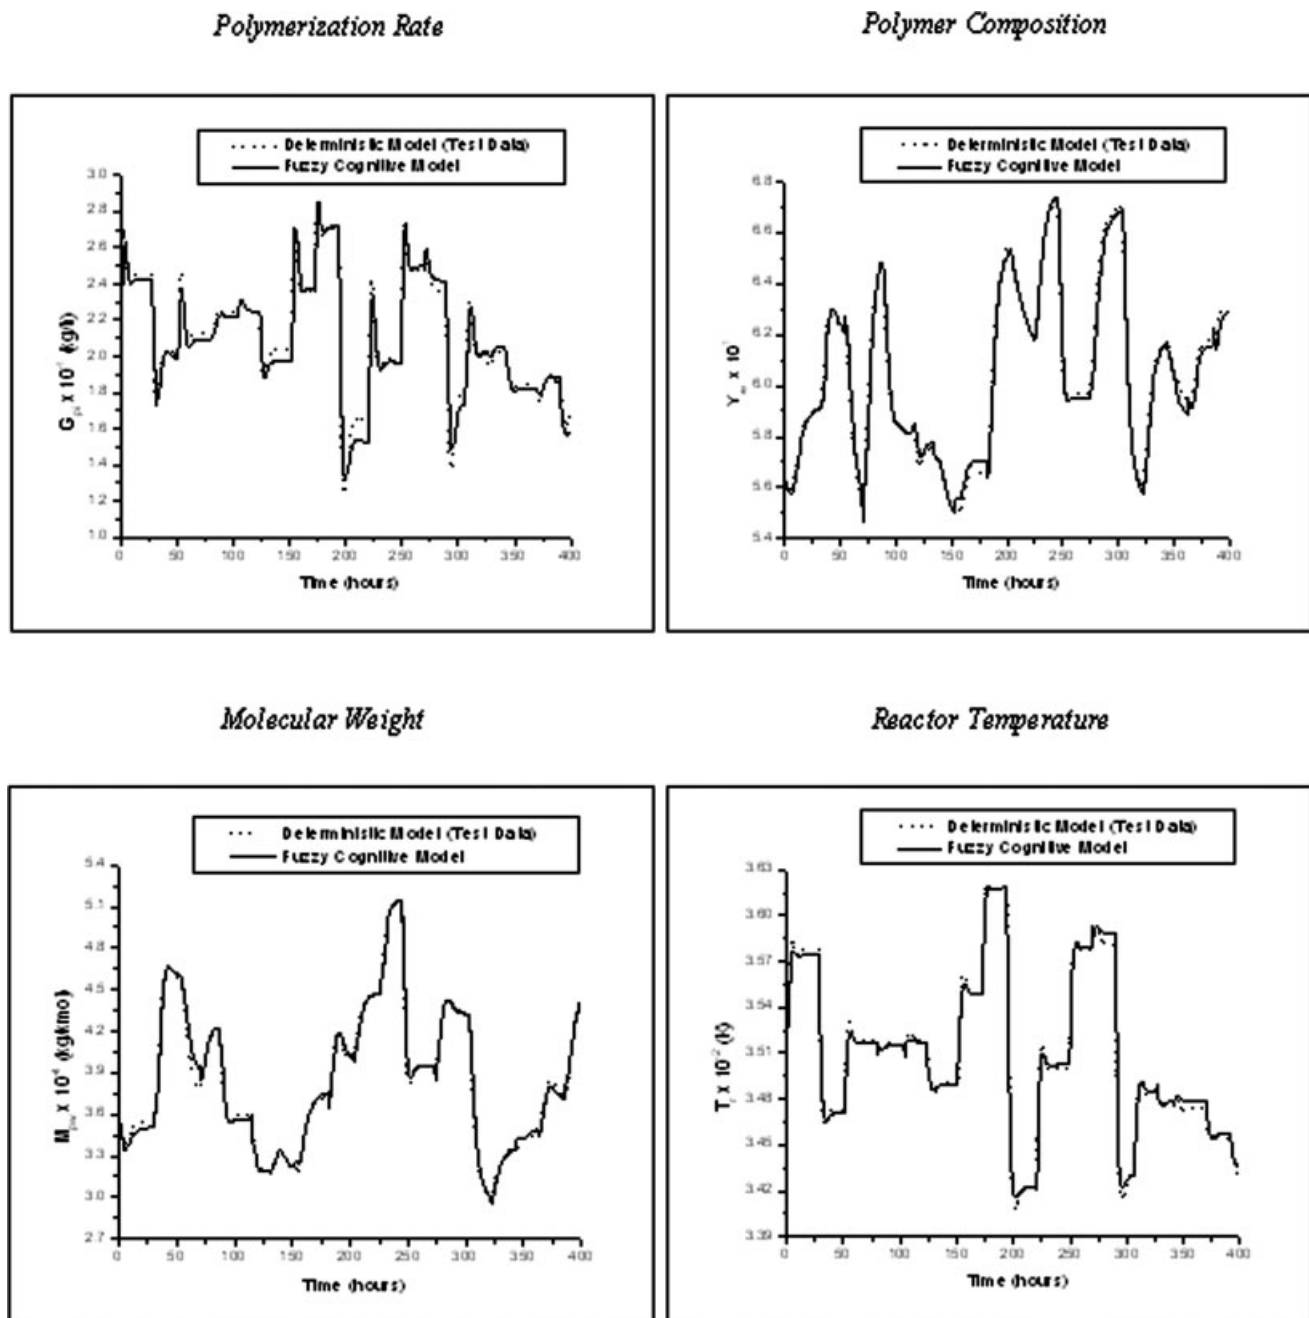 Polymerization Rate
Polymer Composition
Deterministic Model (Test Data)
Fuzzy Cognitive Model
3.0
2.8
2.6
2.4
2.2
2.0
1.8
1.6
1.4
1.2
1.0
0 50 100 150 200 250 300 350 400
Time (hours)
Deterministic Model (Test Data)
Fuzzy Cognitive Model
6.8
6.6
6.4
6.2
6.0
5.8
5.6
5.4
0 50 100 150 200 250 300 350 400
Time (hours)
Molecular Weight
Reactor Temperature
Deterministic Model (Test Data)
Fuzzy Cognitive Model
5.4
5.1
4.8
4.5
4.2
3.9
3.6
3.3
3.0
2.7
0 50 100 150 200 250 300 350 400
Time (hours)
Deterministic Model (Test Data)
Fuzzy Cognitive Model
3.63
3.60
3.57
3.54
3.51
3.48
3.45
3.42
3.39
T x 10⁻² (K)
0 50 100 150 200 250 300 350 400
Time (hours)